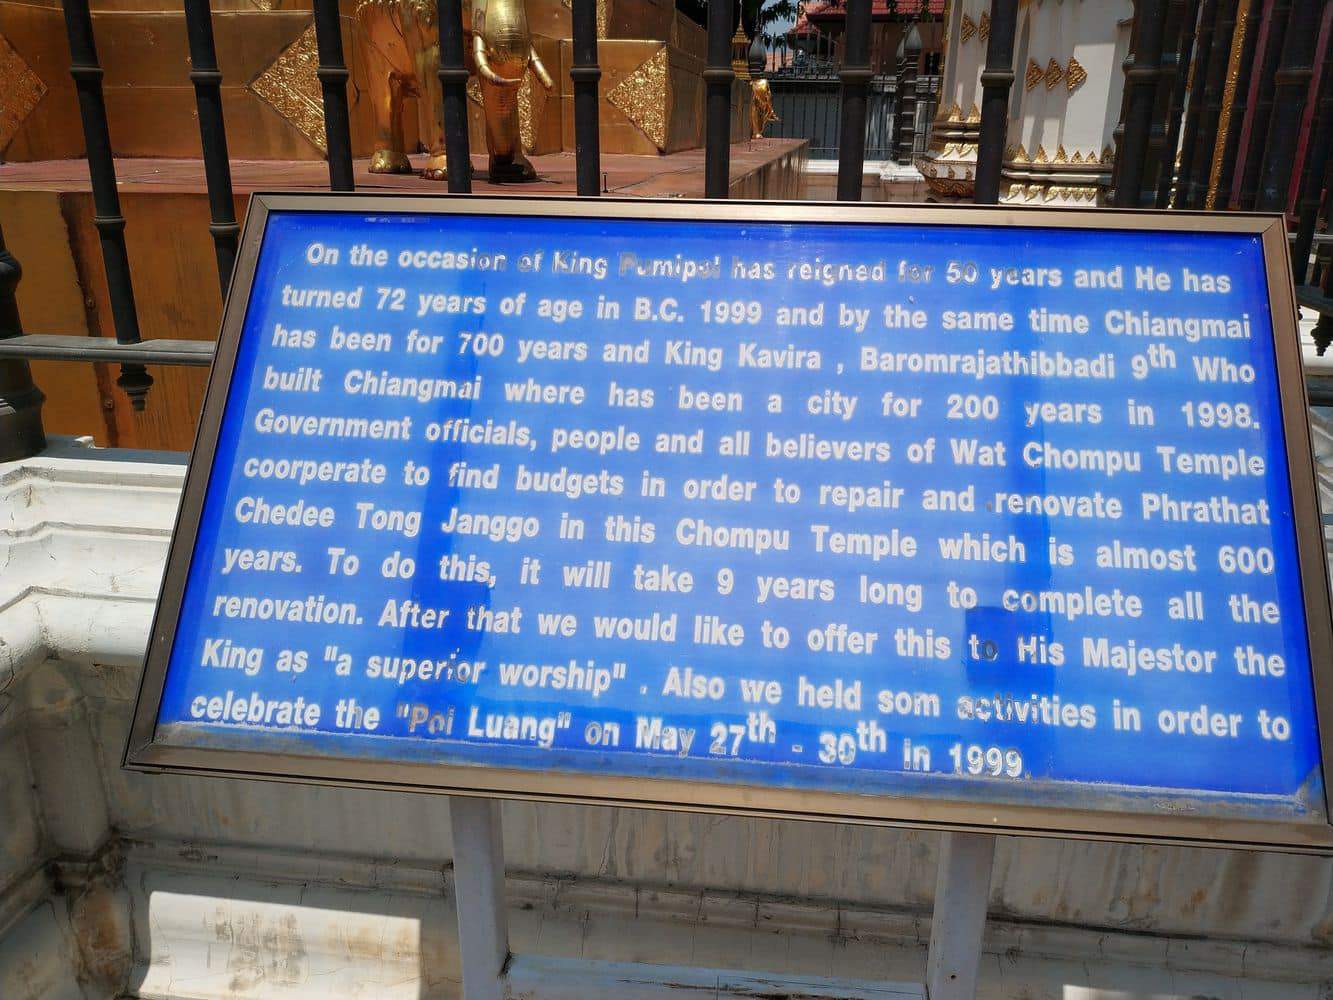 On the occasion of King Pumipol has reigned for 50 years and He has
turned 72 years of age in B.C. 1999 and by the same time Chiangmai
has been for 700 years and King Kavira , Baromrajathibbadi 9th Who
built Chiangmai where has been a city for 200 years in 1998.
Government officials, people and all believers of Wat Chompu Temple
coorperate to find budgets in order to repair and renovate Phrathat
Chedee Tong Janggo in this Chompu Temple which is almost 600
years. To do this, it will take 9 years long to complete all the
renovation. After that we would like to offer this to His Majestor the
King as "a superior worship" . Also we held som activities in order to
celebrate the "Poi Luang" on May 27th - 30th in 1999.